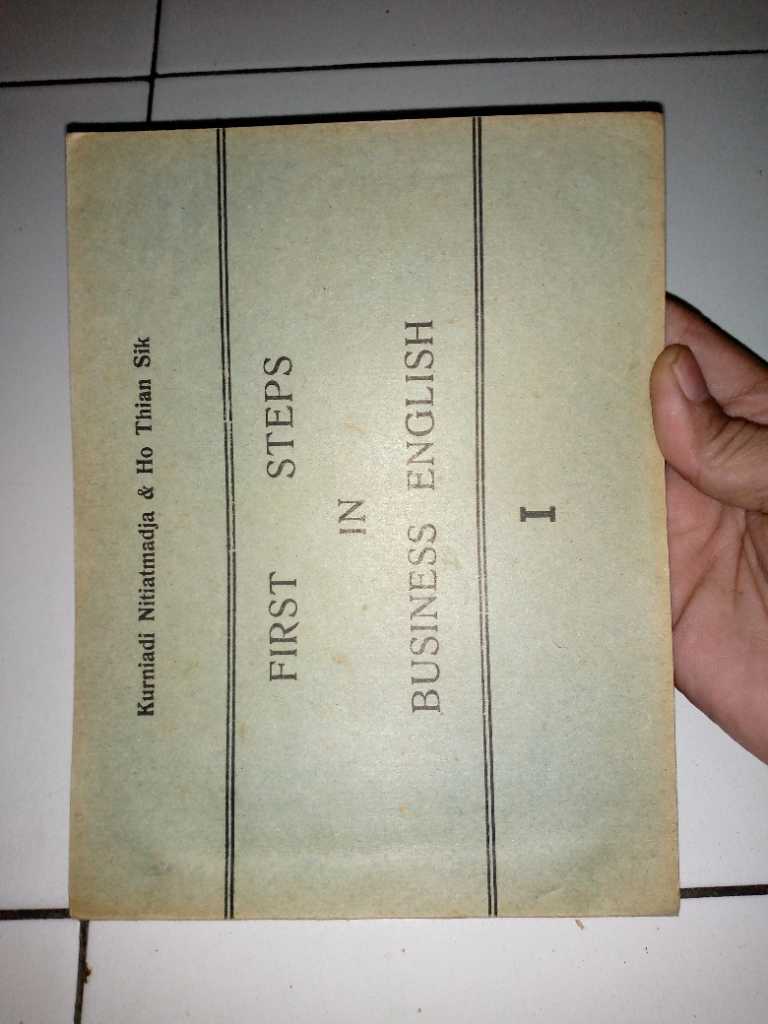 Kurniadi Nitiatmadja & Ho Thian Sik
FIRST STEPS
IN
BUSINESS ENGLISH
I